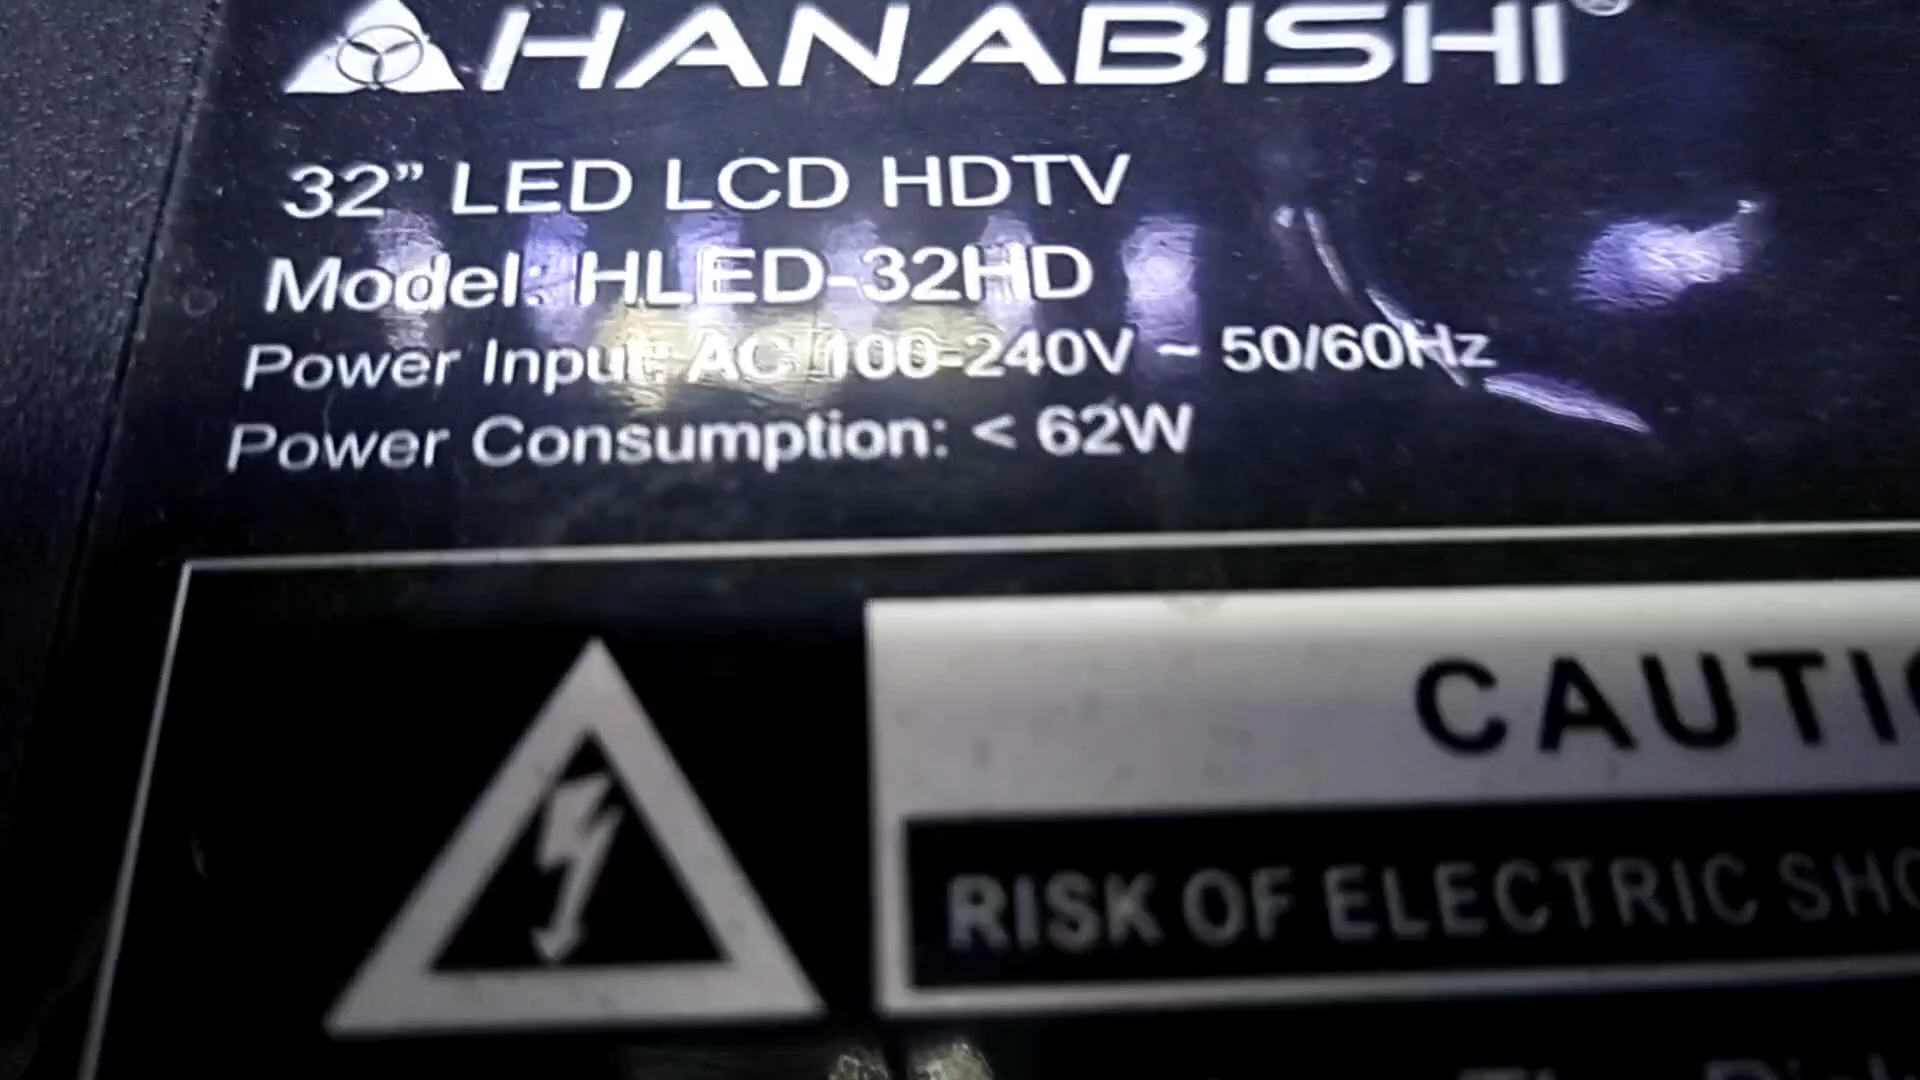 HANABISHI®
32” LED LCD HDTV
Model: HLED-32HD
Power Input: AC 100-240V ~ 50/60Hz
Power Consumption: < 62W
CAUTIO
RISK OF ELECTRIC SHO